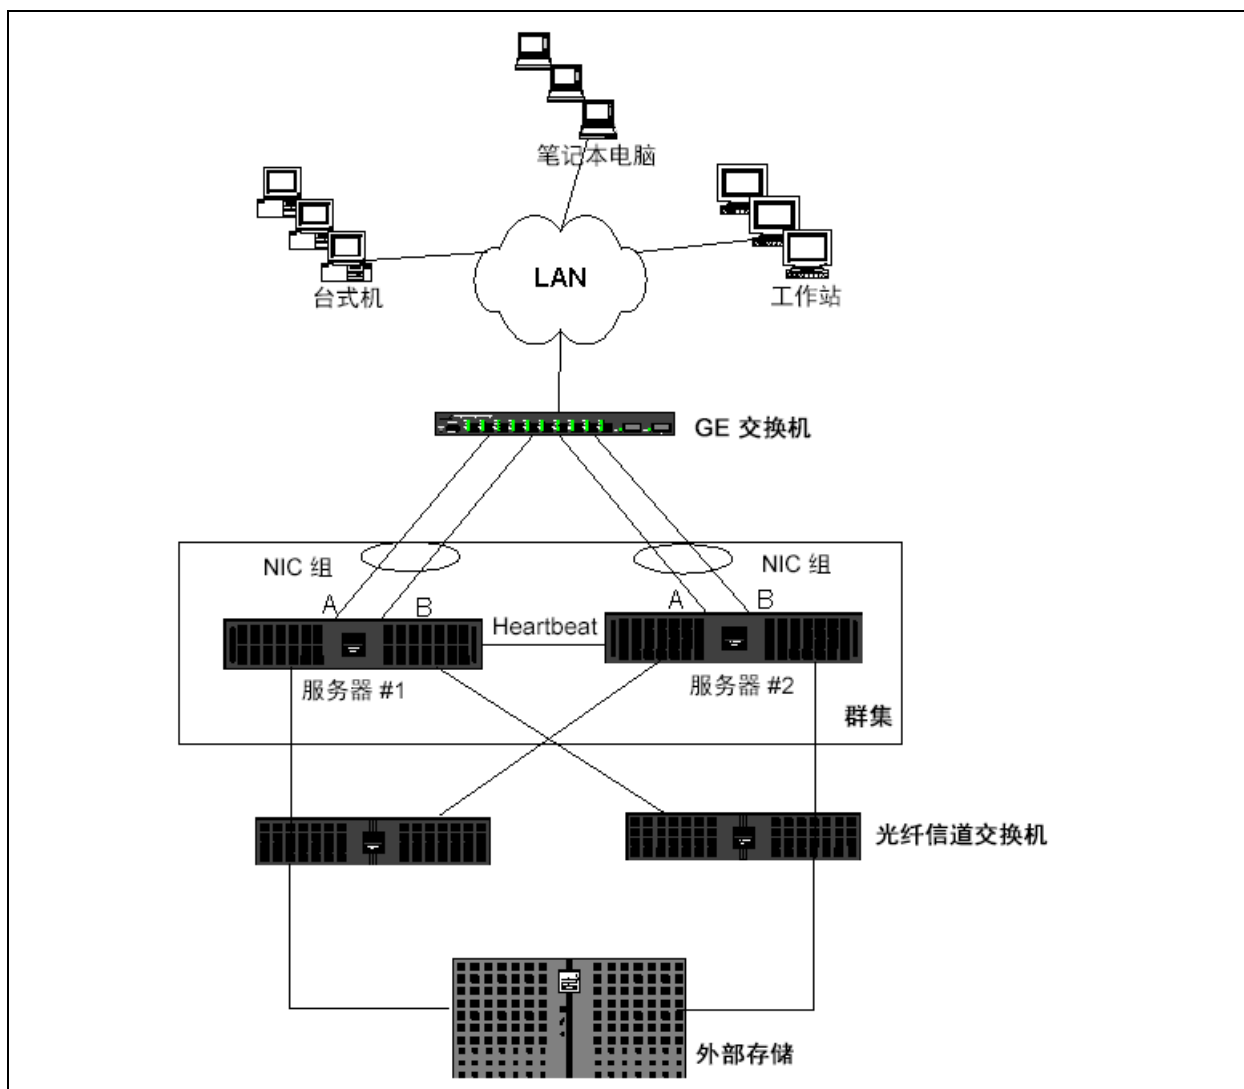 笔记本电脑
台式机
LAN
工作站
GE 交换机
NIC 组
NIC 组
A
B
A
B
Heartbeat
服务器 #1
服务器 #2
群集
光纤信道交换机
外部存储